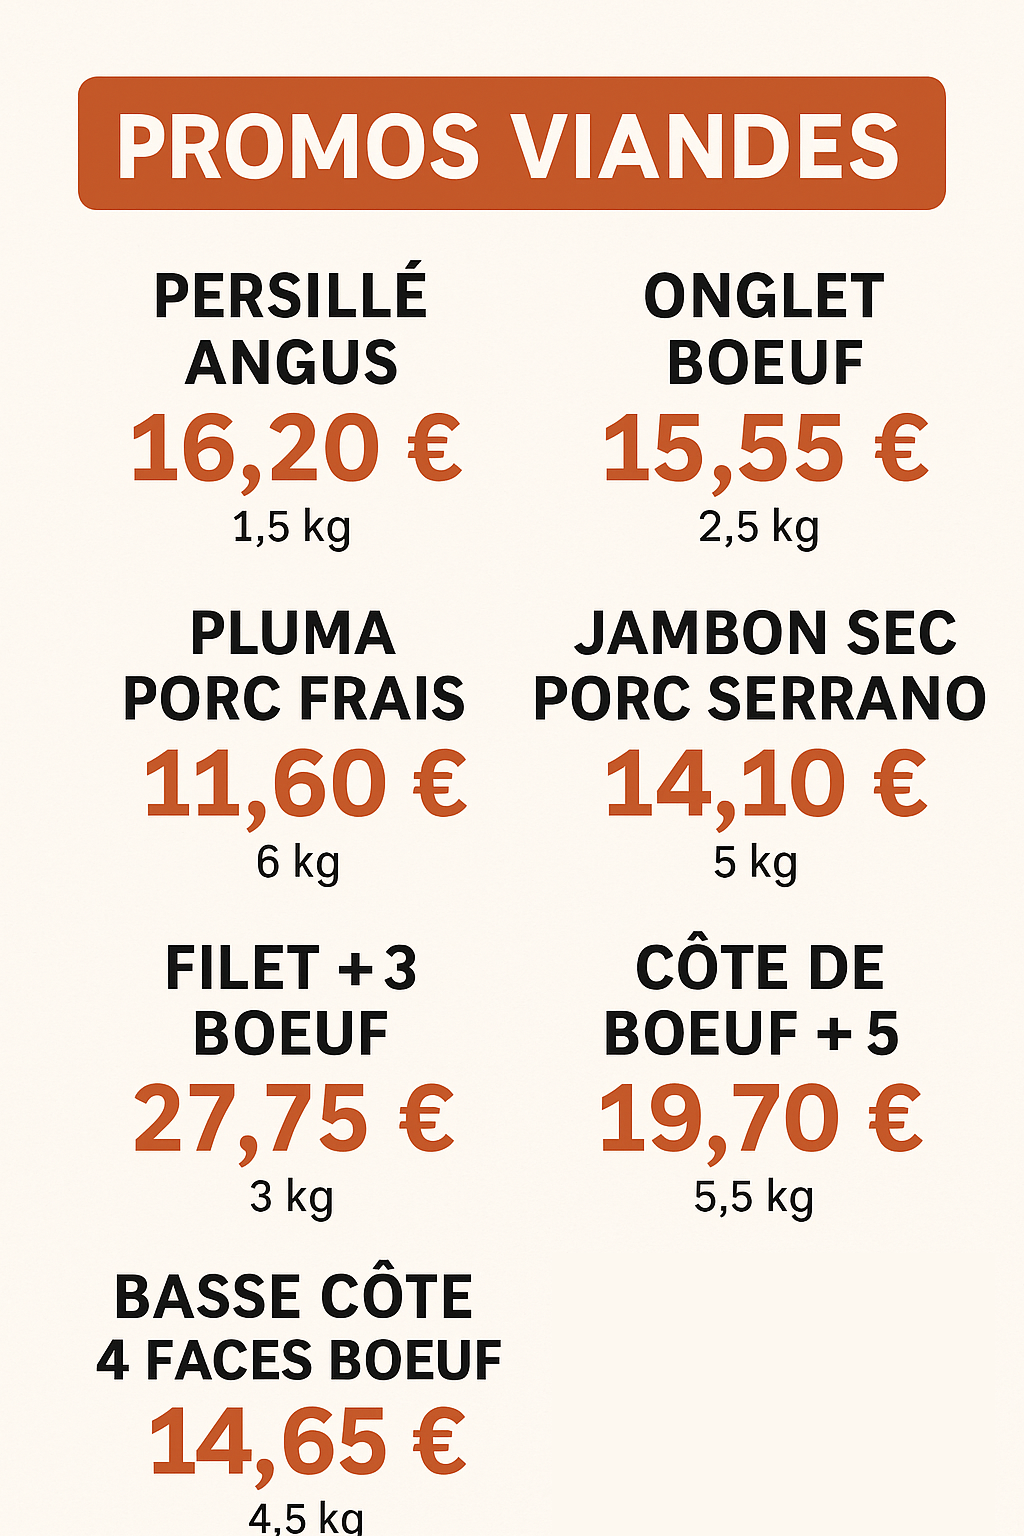 PROMOS VIANDES
PERSILLÉ
ANGUS
16,20 €
1,5 kg
ONGLET
BOEUF
15,55 €
2,5 kg
PLUMA
PORC FRAIS
11,60 €
6 kg
JAMBON SEC
PORC SERRANO
14,10 €
5 kg
FILET +3
BOEUF
27,75 €
3 kg
CÔTE DE
BOEUF +5
19,70 €
5,5 kg
BASSE CÔTE
4 FACES BOEUF
14,65 €
4,5 kg